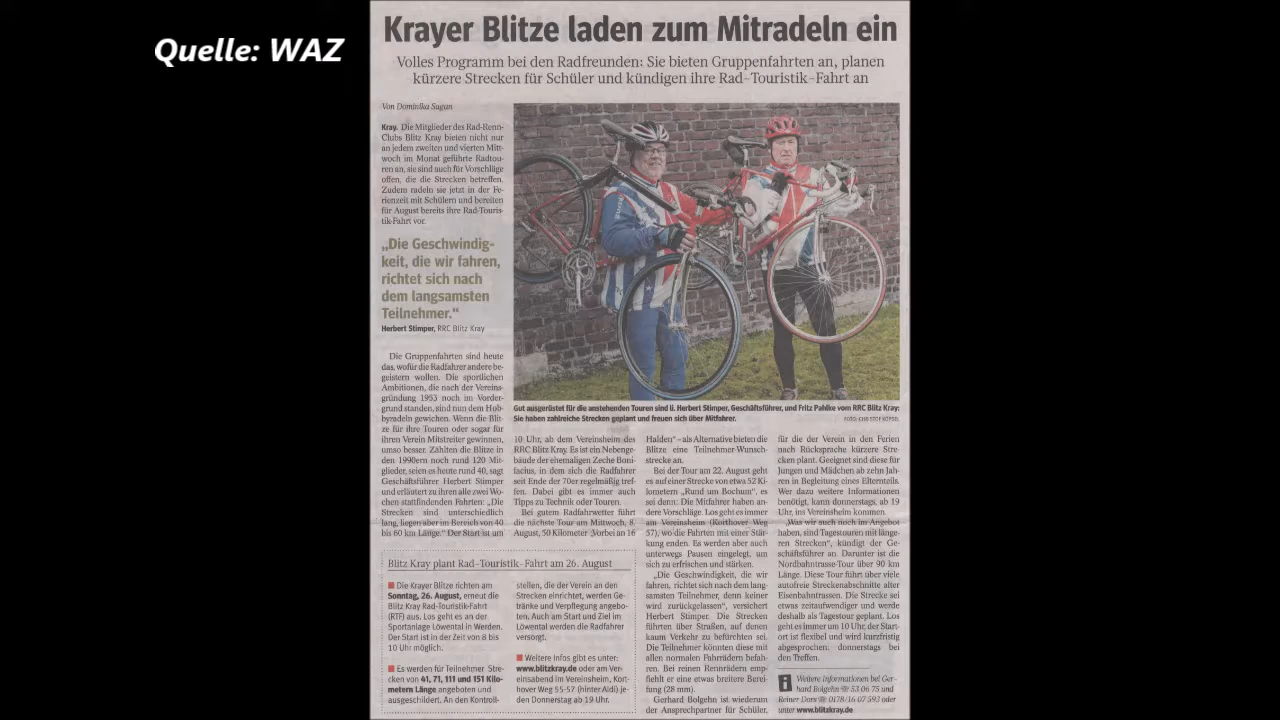 Quelle: WAZ
Krayer Blitze laden zum Mitradeln ein
Volles Programm bei den Radfreunden: Sie bieten Gruppenfahrten an, planen
kürzere Strecken für Schüler und kündigen ihre Rad-Touristik-Fahrt an
Von Dominika Sagan
Kray. Die Mitglieder des Rad-Renn-
Clubs Blitz Kray bieten nicht nur
an jedem zweiten und vierten Mitt-
woch im Monat geführte Radtou-
ren an, sie sind auch für Vorschläge
offen, die die Strecken betreffen.
Zudem radeln sie jetzt in der Fe-
rienzeit mit Schülern und bereiten
für August bereits ihre Rad-Touris-
tik-Fahrt vor.
„Die Geschwindig-
keit, die wir fahren,
richtet sich nach
dem langsamsten
Teilnehmer.“
Herbert Stimper, RRC Blitz Kray
Die Gruppenfahrten sind heute
das, wofür die Radfahrer andere be-
geistern wollen. Die sportlichen
Ambitionen, die nach der Vereins-
gründung 1953 noch im Vorder-
grund standen, sind nun dem Hob-
byradeln gewichen. Wenn die Blit-
ze für ihre Touren oder sogar für
ihren Verein Mitstreiter gewinnen,
umso besser. Zählten die Blitze in
den 1990ern noch rund 120 Mit-
glieder, seien es heute rund 40, sagt
Geschäftsführer Herbert Stimper
und erläutert zu ihren alle zwei Wo-
chen stattfindenden Fahrten: „Die
Strecken sind unterschiedlich
lang, liegen aber im Bereich von 40
bis 60 km Länge.“ Der Start ist um
Gut ausgerüstet für die anstehenden Touren sind li. Herbert Stimper, Geschäftsführer, und Fritz Pahlke vom RRC Blitz Kray:
Sie haben zahlreiche Strecken geplant und freuen sich über Mitfahrer.
10 Uhr, ab dem Vereinsheim des
RRC Blitz Kray. Es ist ein Nebenge-
bäude der ehemaligen Zeche Boni-
facius, in dem sich die Radfahrer
seit Ende der 70er regelmäßig tref-
fen. Dabei gibt es immer auch
Tipps zu Technik oder Touren.
Bei gutem Radfahrwetter führt
die nächste Tour am Mittwoch, 8.
August, 50 Kilometer „Vorbei an 16
Halden“ – als Alternative bieten die
Blitze eine Teilnehmer-Wunsch-
strecke an.
Bei der Tour am 22. August geht
es auf einer Strecke von etwa 52 Ki-
lometern „Rund um Bochum“, es
sei denn: Die Mitfahrer haben an-
dere Vorschläge. Los geht es immer
am Vereinsheim (Korthover Weg
57), wo die Fahrten mit einer Stär-
kung enden. Es werden aber auch
unterwegs Pausen eingelegt, um
sich zu erfrischen und stärken.
„Die Geschwindigkeit, die wir
fahren, richtet sich nach dem lang-
samsten Teilnehmer, denn keiner
wird zurückgelassen“, versichert
Herbert Stimper. Die Strecken
führten über Straßen, auf denen
kaum Verkehr zu befürchten sei.
Die Teilnehmer könnten diese mit
allen normalen Fahrrädern befah-
ren. Bei reinen Rennrädern emp-
fiehlt er eine etwas breitere Berei-
fung (28 mm).
Gerhard Bolgehn ist wiederum
der Ansprechpartner für Schüler,
für die der Verein in den Ferien
nach Rücksprache kürzere Stre-
cken plant. Geeignet sind diese für
Jungen und Mädchen ab zehn Jah-
ren in Begleitung eines Elternteils.
Wer dazu weitere Informationen
benötigt, kann donnerstags, ab 19
Uhr, ins Vereinsheim kommen.
„Was wir auch noch im Angebot
haben, sind Tagestouren mit länge-
ren Strecken“, kündigt der Ge-
schäftsführer an. Darunter ist die
Nordbahntrasse-Tour über 90 km
Länge. Diese Tour führt über viele
autofreie Streckenabschnitte alter
Eisenbahntrassen. Die Strecke sei
etwas zeitaufwendiger und werde
deshalb als Tagestour geplant. Los
geht es immer um 10 Uhr, der Start-
ort ist flexibel und wird kurzfristig
abgesprochen: donnerstags bei
den Treffen.
Weitere Informationen bei Ger-
hard Bolgehn ☏ 53 06 75 und
Reiner Dors ☏ 0178/16 07 593 oder
unter www.blitzkray.de
Blitz Kray plant Rad-Touristik-Fahrt am 26. August
Die Krayer Blitze richten am
Sonntag, 26. August, erneut die
Blitz Kray Rad-Touristik-Fahrt
(RTF) aus. Los geht es an der
Sportanlage Löwental in Werden.
Der Start ist in der Zeit von 8 bis
10 Uhr möglich.
Es werden für Teilnehmer Stre-
cken von 41, 71, 111 und 151 Kilo-
metern Länge angeboten und
ausgeschildert. An den Kontroll-
stellen, die der Verein an den
Strecken einrichtet, werden Ge-
tränke und Verpflegung angebo-
ten. Auch am Start und Ziel im
Löwental werden die Radfahrer
versorgt.
Weitere Infos gibt es unter:
www.blitzkray.de oder am Ver-
einsabend im Vereinsheim, Kort-
hover Weg 55-57 (hinter Aldi) je-
den Donnerstag ab 19 Uhr.